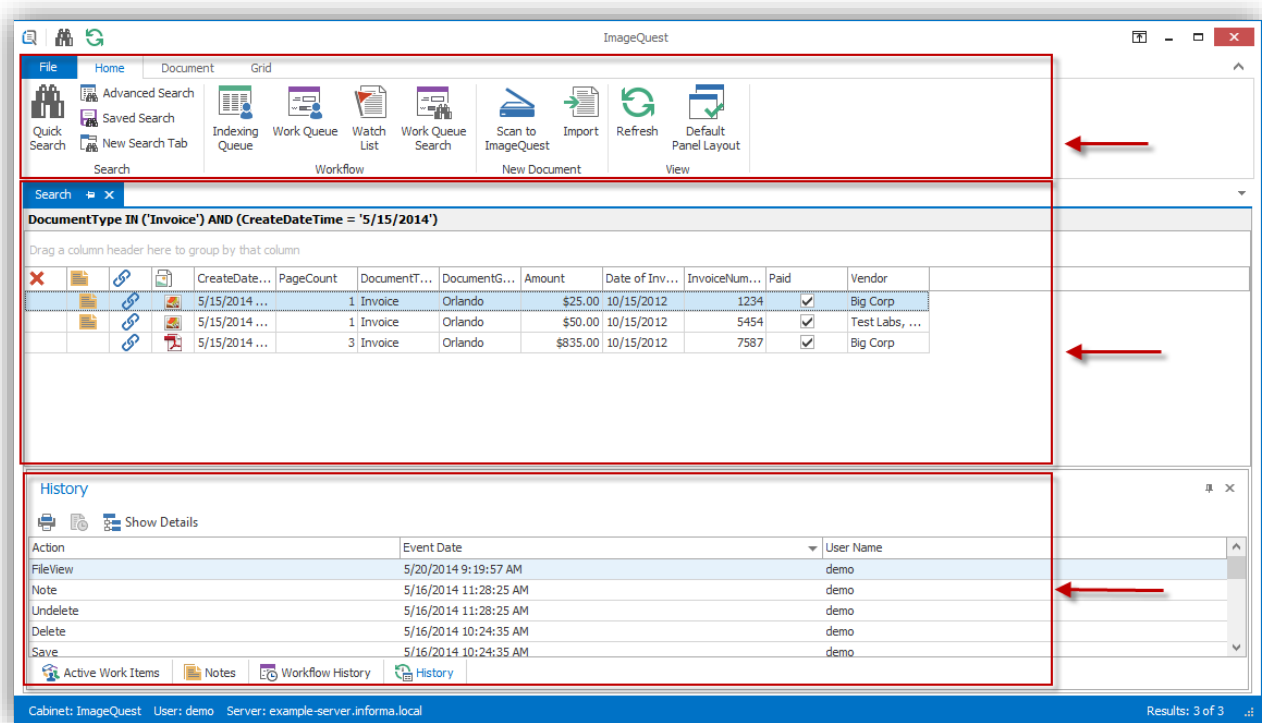 ImageQuest
File Home Document Grid
Quick Search
Advanced Search
Saved Search
New Search Tab
Indexing Queue
Work Queue
Watch List
Work Queue Search
Scan to ImageQuest
Import
Refresh
Default Panel Layout
Search Workflow New Document View
Search
DocumentType IN ('Invoice') AND (CreateDateTime = '5/15/2014')
Drag a column header here to group by that column
CreateDate... PageCount DocumentT... DocumentG... Amount Date of Inv... InvoiceNum... Paid Vendor
5/15/2014 ... 1 Invoice Orlando $25.00 10/15/2012 1234 Big Corp
5/15/2014 ... 1 Invoice Orlando $50.00 10/15/2012 5454 Test Labs, ...
5/15/2014 ... 3 Invoice Orlando $835.00 10/15/2012 7587 Big Corp
History
Show Details
Action Event Date User Name
FileView 5/20/2014 9:19:57 AM demo
Note 5/16/2014 11:28:25 AM demo
Undelete 5/16/2014 11:28:25 AM demo
Delete 5/16/2014 10:24:35 AM demo
Save 5/16/2014 10:24:35 AM demo
Active Work Items Notes Workflow History History
Cabinet: ImageQuest User: demo Server: example-server.informa.local Results: 3 of 3